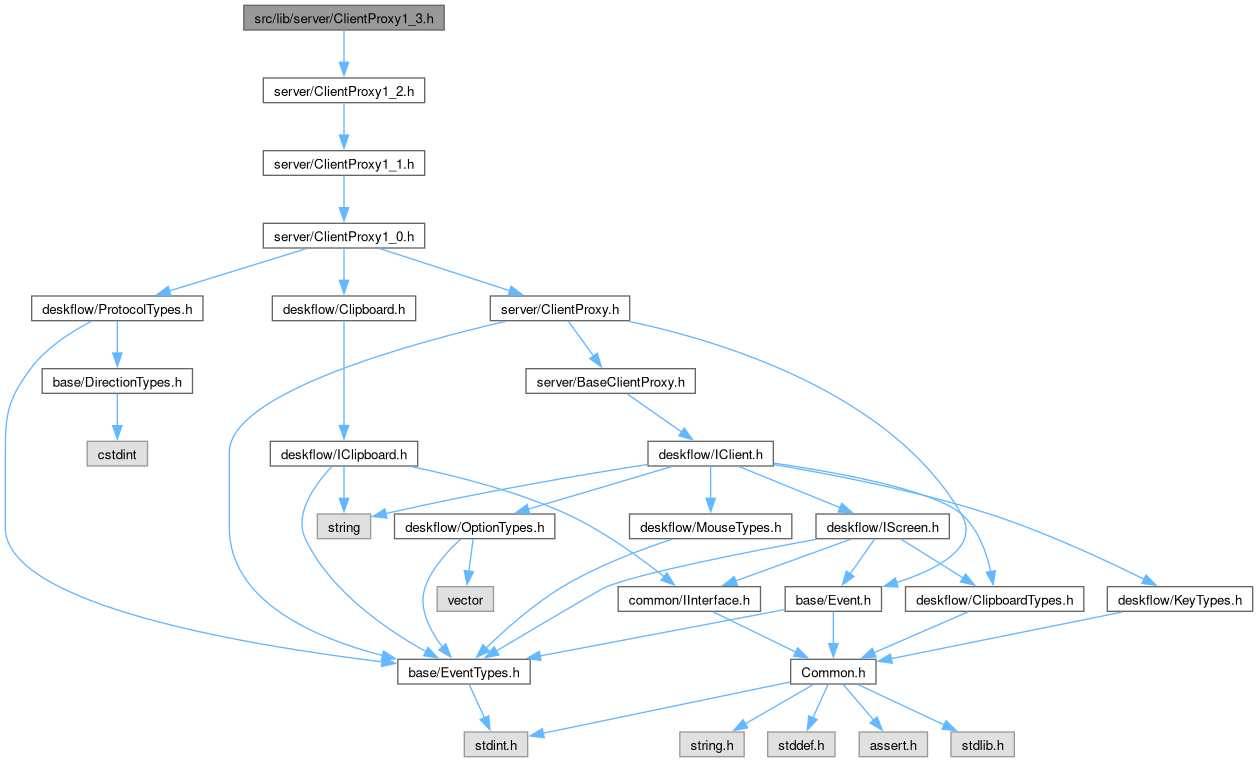 src/lib/server/ClientProxy1_3.h
server/ClientProxy1_2.h
server/ClientProxy1_1.h
server/ClientProxy1_0.h
deskflow/ProtocolTypes.h
deskflow/Clipboard.h
server/ClientProxy.h
base/DirectionTypes.h
server/BaseClientProxy.h
cstdint
deskflow/IClipboard.h
deskflow/IClient.h
string
deskflow/OptionTypes.h
deskflow/MouseTypes.h
deskflow/IScreen.h
vector
common/IInterface.h
base/Event.h
deskflow/ClipboardTypes.h
deskflow/KeyTypes.h
base/EventTypes.h
Common.h
stdint.h
string.h
stddef.h
assert.h
stdlib.h